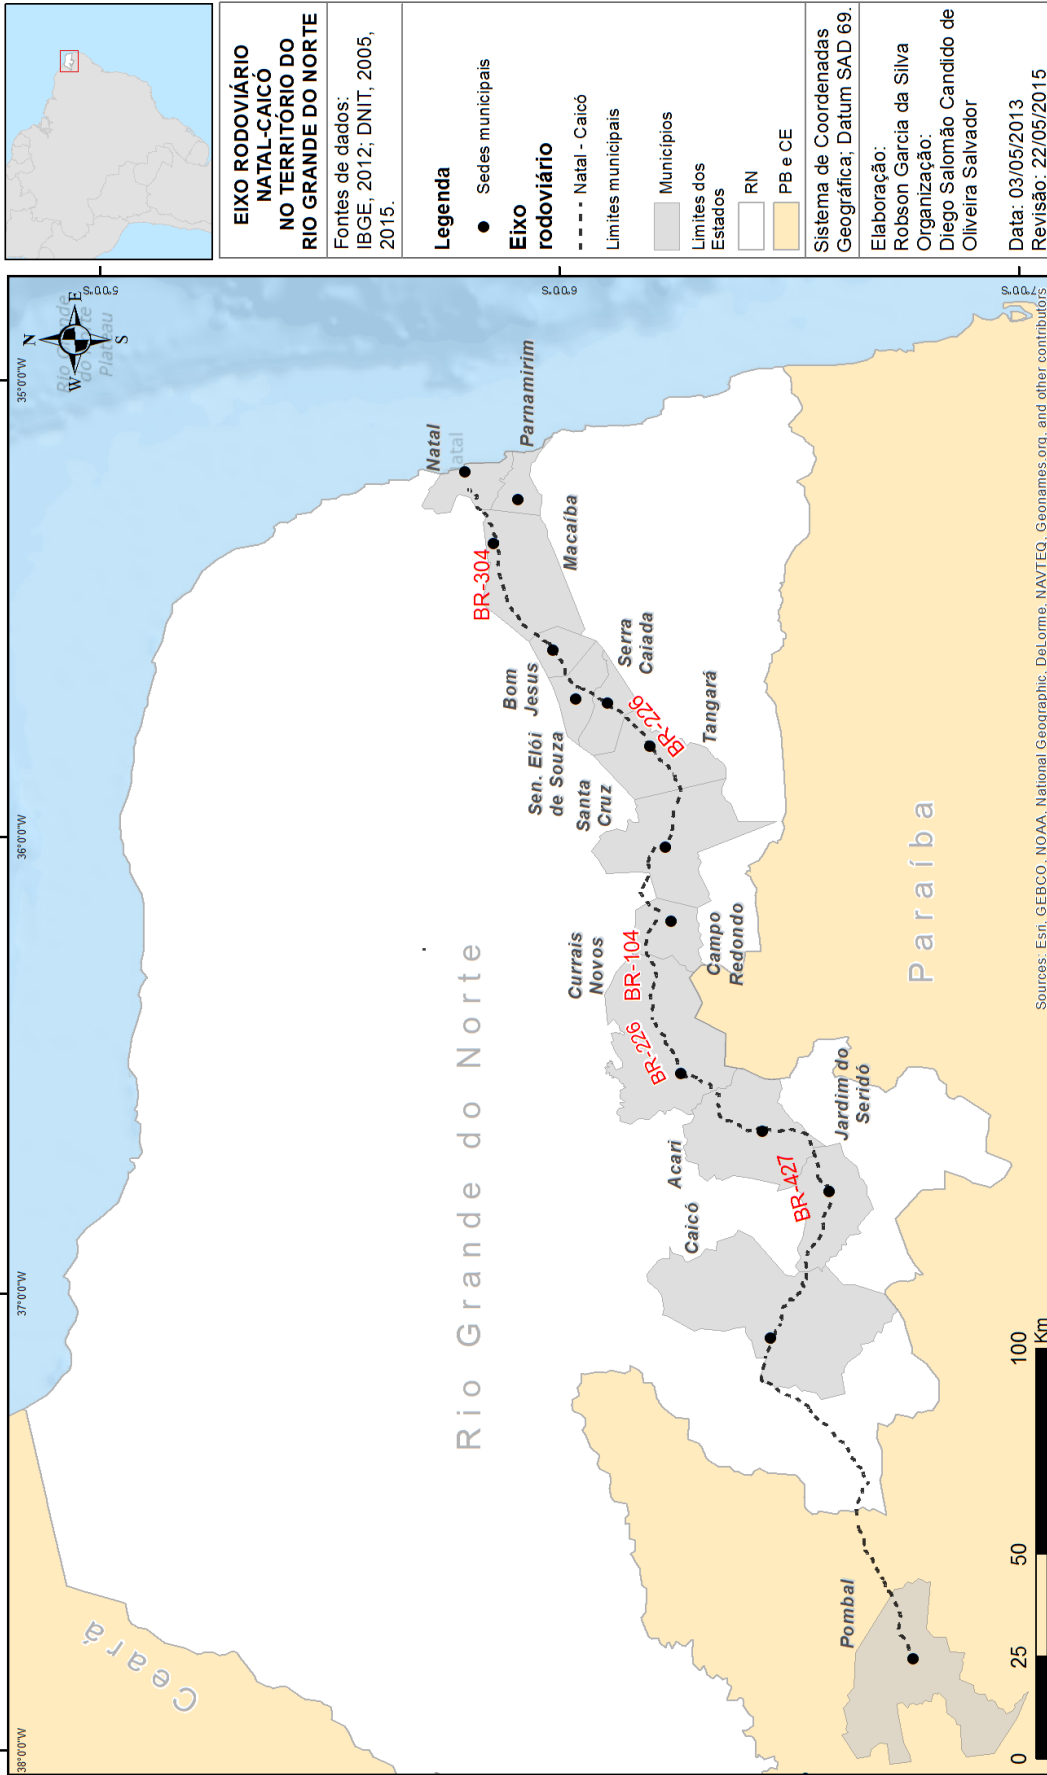 EIXO RODOVIÁRIO
NATAL-CAICÓ
NO TERRITÓRIO DO
RIO GRANDE DO NORTE
Fontes de dados:
IBGE, 2012; DNIT, 2005,
2015.
Legenda
Sedes municipais
Eixo
rodoviário
Natal - Caicó
Limites municipais
Municípios
Limites dos
Estados
RN
PB e CE
Sistema de Coordenadas
Geográfica; Datum SAD 69.
Elaboração:
Robson Garcia da Silva
Organização:
Diego Salomão Candido de
Oliveira Salvador
Data: 03/05/2013
Revisão: 22/05/2015
38°0'0"W
37°0'0"W
36°0'0"W
35°0'0"W
5°0'0"S
6°0'0"S
7°0'0"S
N
W
E
S
Rio Grande
do Norte
Plateau
Ceará
Rio Grande do Norte
Paraíba
Natal
Natal
Parnamirim
BR-304
Macaíba
Bom
Jesus
Serra
Caiada
Sen. Elói
de Souza
BR-226
Tangará
Santa
Cruz
Campo
Redondo
BR-104
Currais
Novos
BR-226
Acari
Jardim do
Seridó
BR-427
Caicó
Pombal
0
25
50
100
Km
Sources: Esri, GEBCO, NOAA, National Geographic, DeLorme, NAVTEQ, Geonames.org, and other contributors